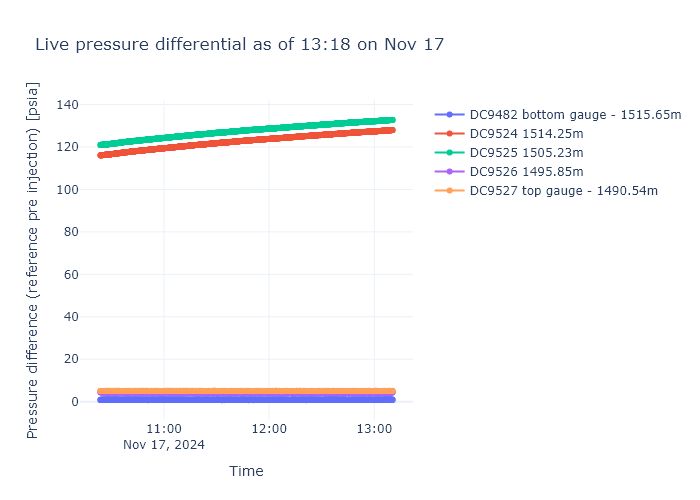 Live pressure differential as of 13:18 on Nov 17
Pressure difference (reference pre injection) [psia]
140
120
100
80
60
40
20
0
11:00
12:00
13:00
Nov 17, 2024
Time
DC9482 bottom gauge - 1515.65m
DC9524 1514.25m
DC9525 1505.23m
DC9526 1495.85m
DC9527 top gauge - 1490.54m